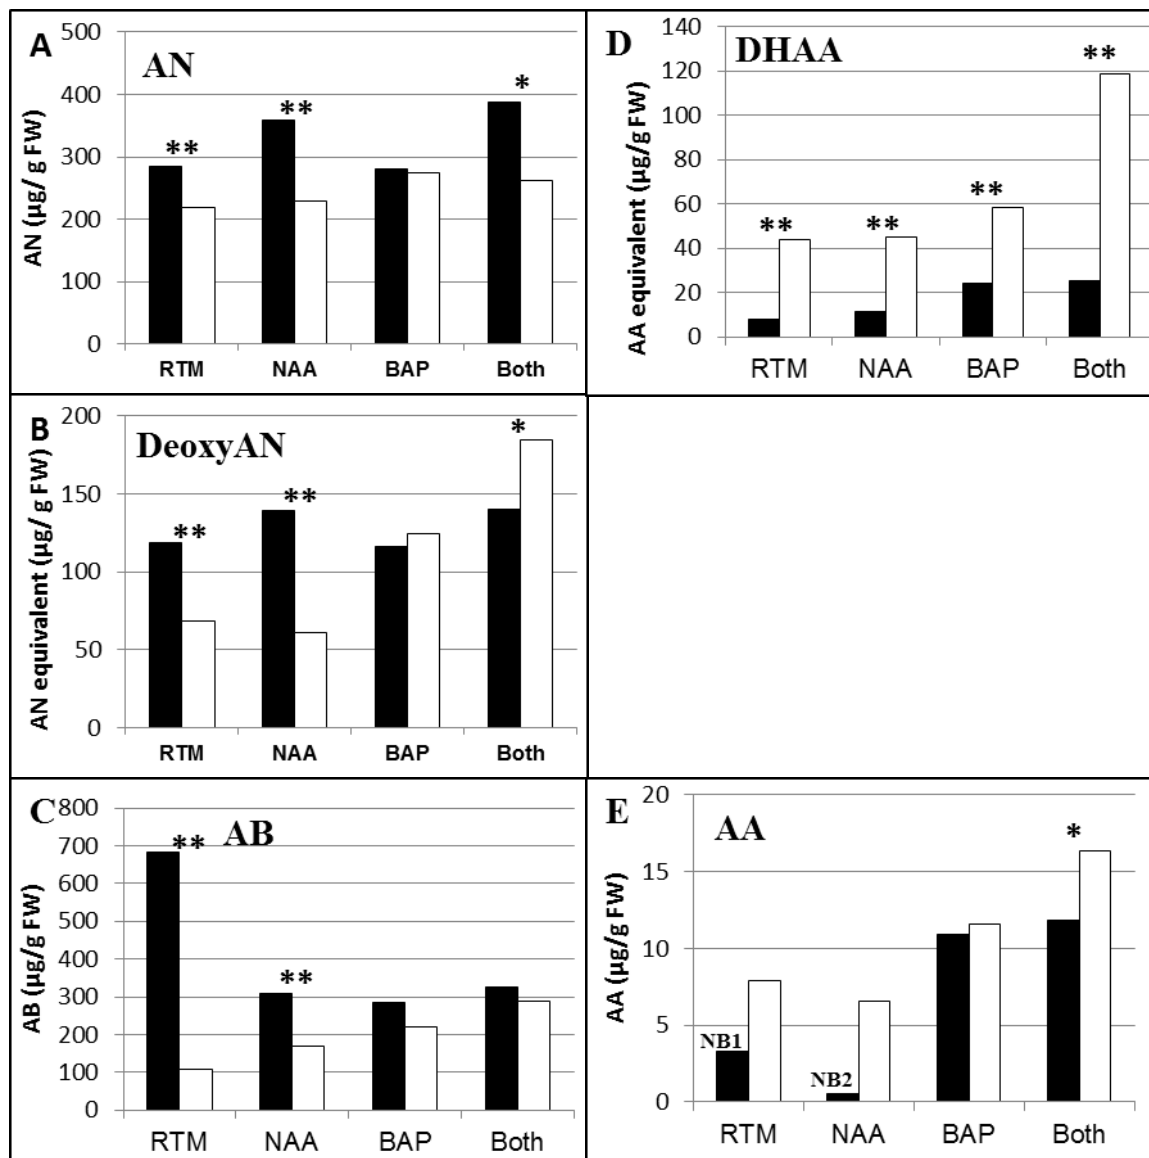 A
AN
AN (µg/ g FW)
500
400
300
200
100
0
**
**
*
RTM NAA BAP Both
D
DHAA
AA equivalent (µg/g FW)
140
120
100
80
60
40
20
0
**
**
**
**
RTM NAA BAP Both
B
DeoxyAN
AN equivalent (µg/ g FW)
200
150
100
50
0
**
**
*
RTM NAA BAP Both
C
AB
AB (µg/g FW)
800
700
600
500
400
300
200
100
0
**
**
RTM NAA BAP Both
E
AA
AA (µg/g FW)
20
15
10
5
0
NB1
NB2
*
RTM NAA BAP Both